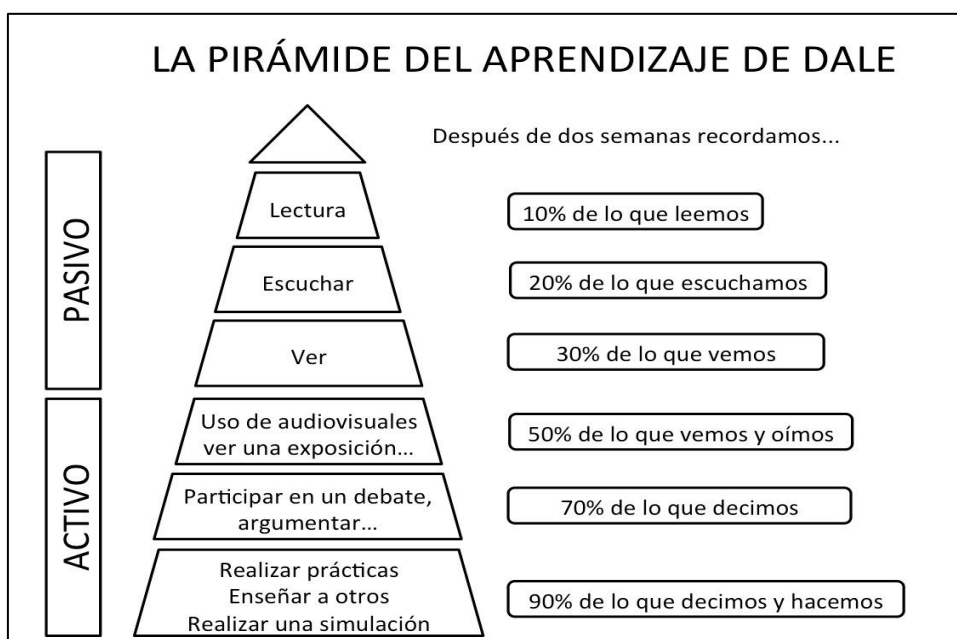 LA PIRÁMIDE DEL APRENDIZAJE DE DALE
Después de dos semanas recordamos...
PASIVO
Lectura
10% de lo que leemos
Escuchar
20% de lo que escuchamos
Ver
30% de lo que vemos
ACTIVO
Uso de audiovisuales
ver una exposición...
50% de lo que vemos y oímos
Participar en un debate,
argumentar...
70% de lo que decimos
Realizar prácticas
Enseñar a otros
Realizar una simulación
90% de lo que decimos y hacemos